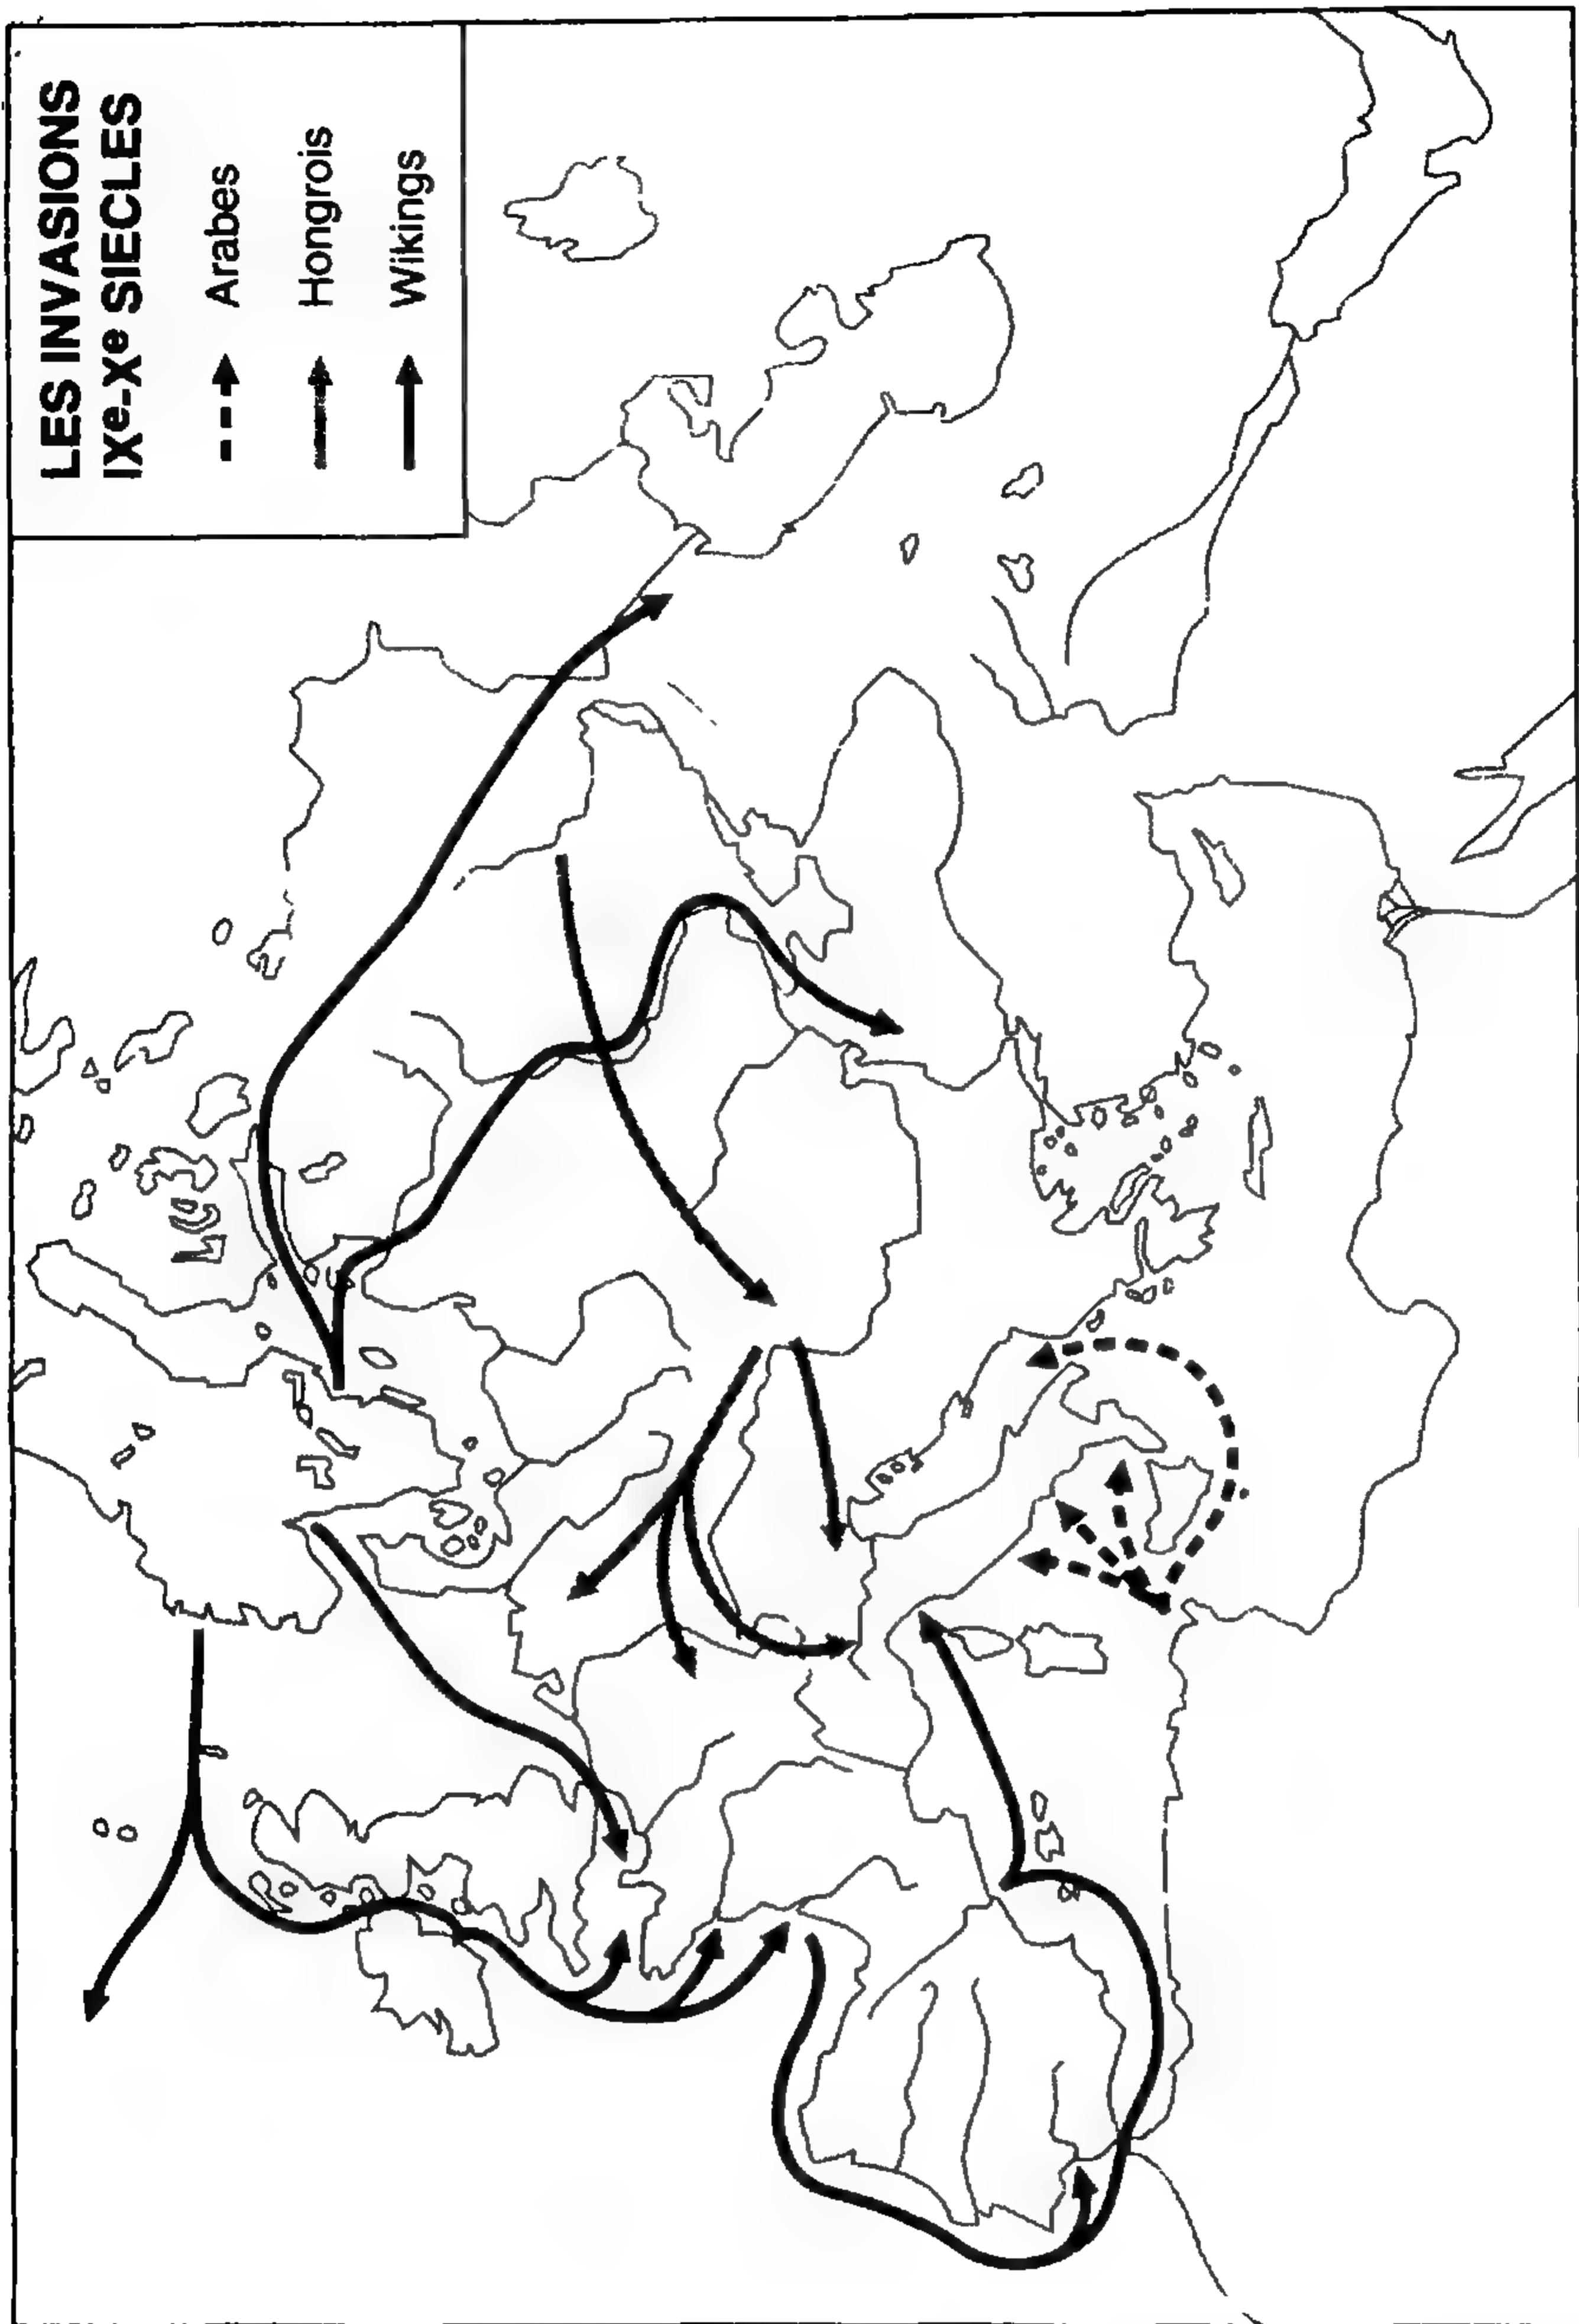 LES INVASIONS
IXe-Xe SIECLES
Arabes
Hongrois
Wikings